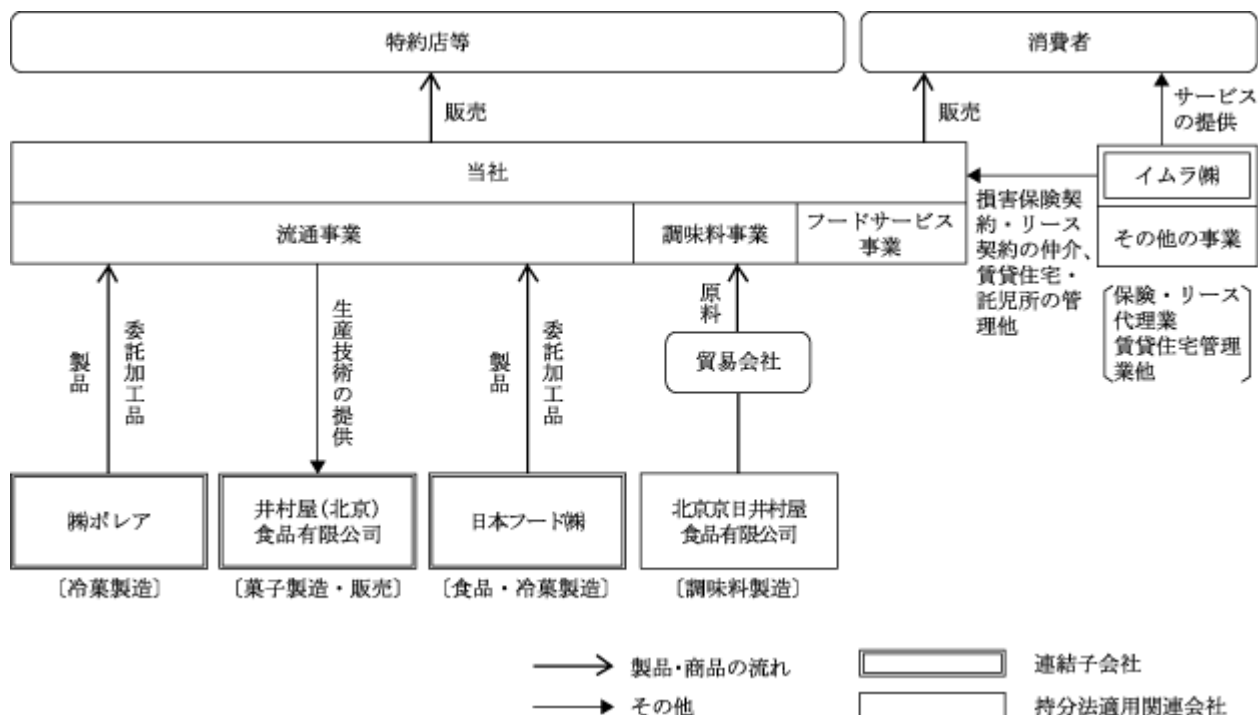 特約店等
消費者
販売
販売
サービス
の提供
当社
イムラ㈱
流通事業
調味料事業
フードサービス
事業
損害保険契
約・リース
契約の仲介、
賃貸住宅・
託児所の管
理他
その他の事業
保険・リース
代理業
賃貸住宅管理
業他
製品
委託加工品
生産技術の提供
製品
委託加工品
原料
貿易会社
㈱ポレア
井村屋(北京)
食品有限公司
日本フード㈱
北京京日井村屋
食品有限公司
〔冷菓製造〕
〔菓子製造・販売〕
〔食品・冷菓製造〕
〔調味料製造〕
製品・商品の流れ
連結子会社
その他
持分法適用関連会社